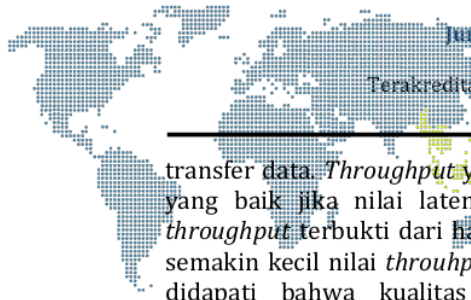 Ju
Terakredita
transfer data. Throughput y
yang baik jika nilai laten
throughput terbukti dari ha
semakin kecil nilai throuhp
didapati bahwa kualitas